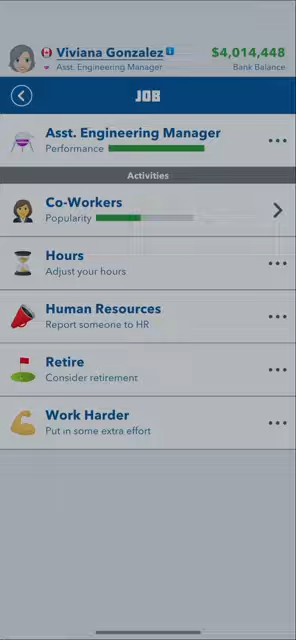 Viviana Gonzalez
$4,014,448
Asst. Engineering Manager
Bank Balance
JOB
Asst. Engineering Manager
Performance
Activities
Co-Workers
Popularity
Hours
Adjust your hours
Human Resources
Report someone to HR
Retire
Consider retirement
Work Harder
Put in some extra effort